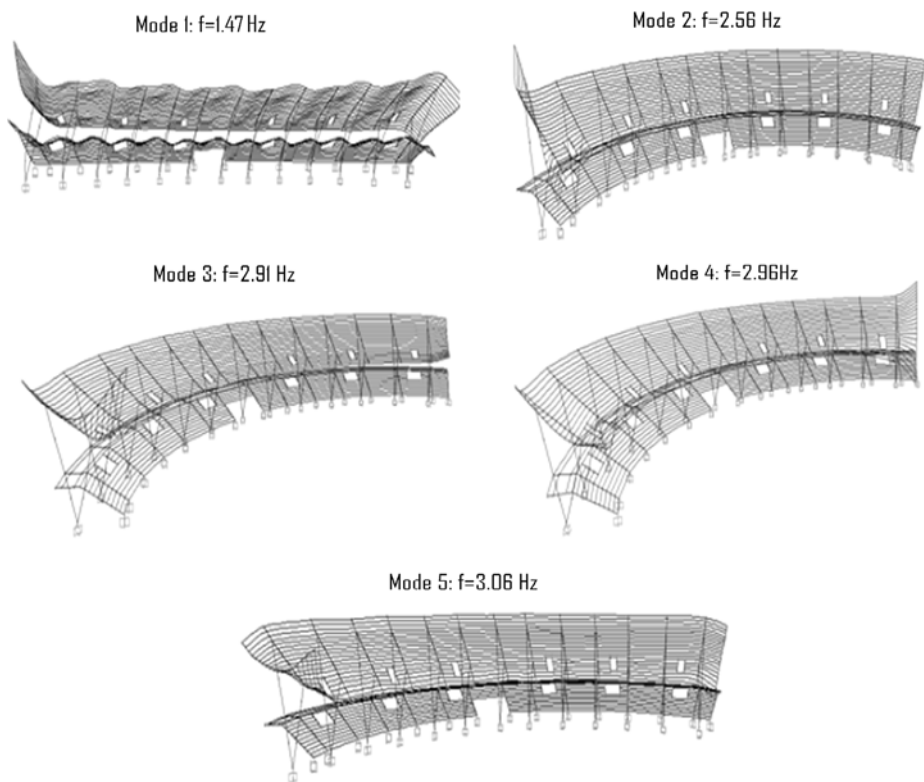 Mode 1: f=1.47 Hz
Mode 2: f=2.56 Hz
Mode 3: f=2.91 Hz
Mode 4: f=2.96Hz
Mode 5: f=3.06 Hz